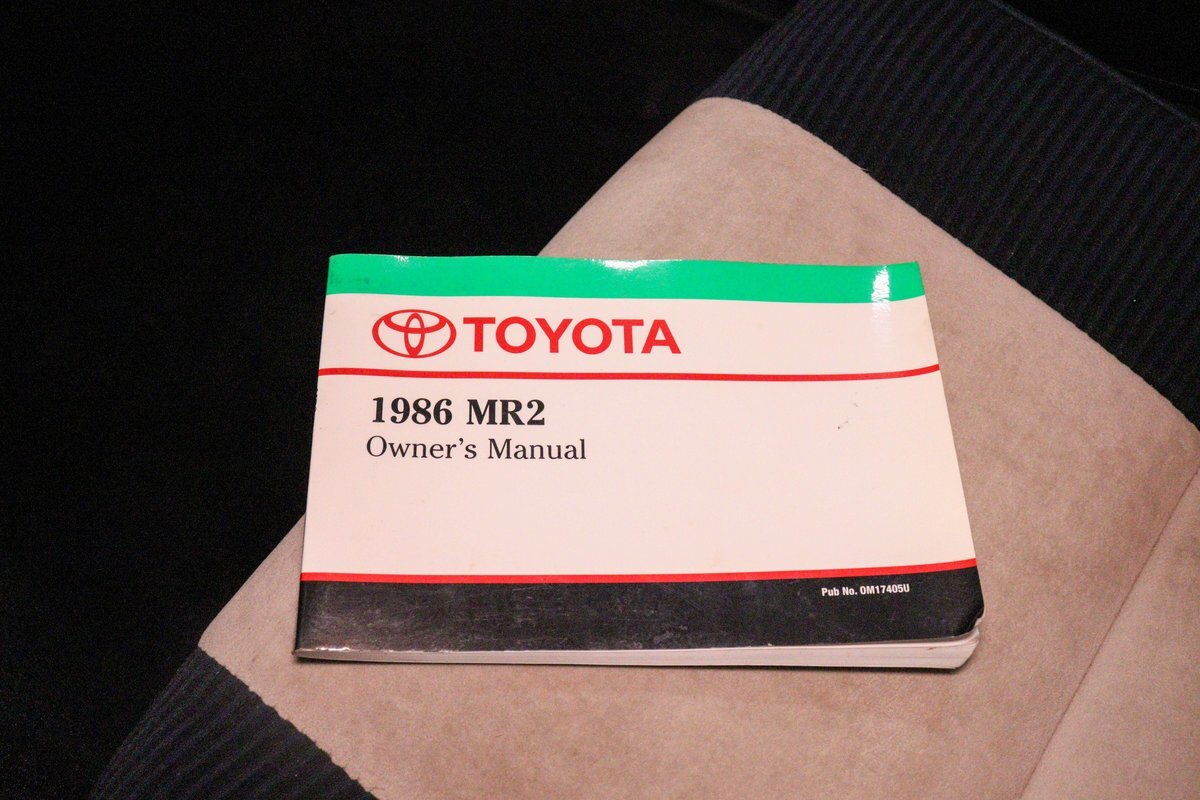 TOYOTA
1986 MR2
Owner's Manual
Pub No. OM17405U